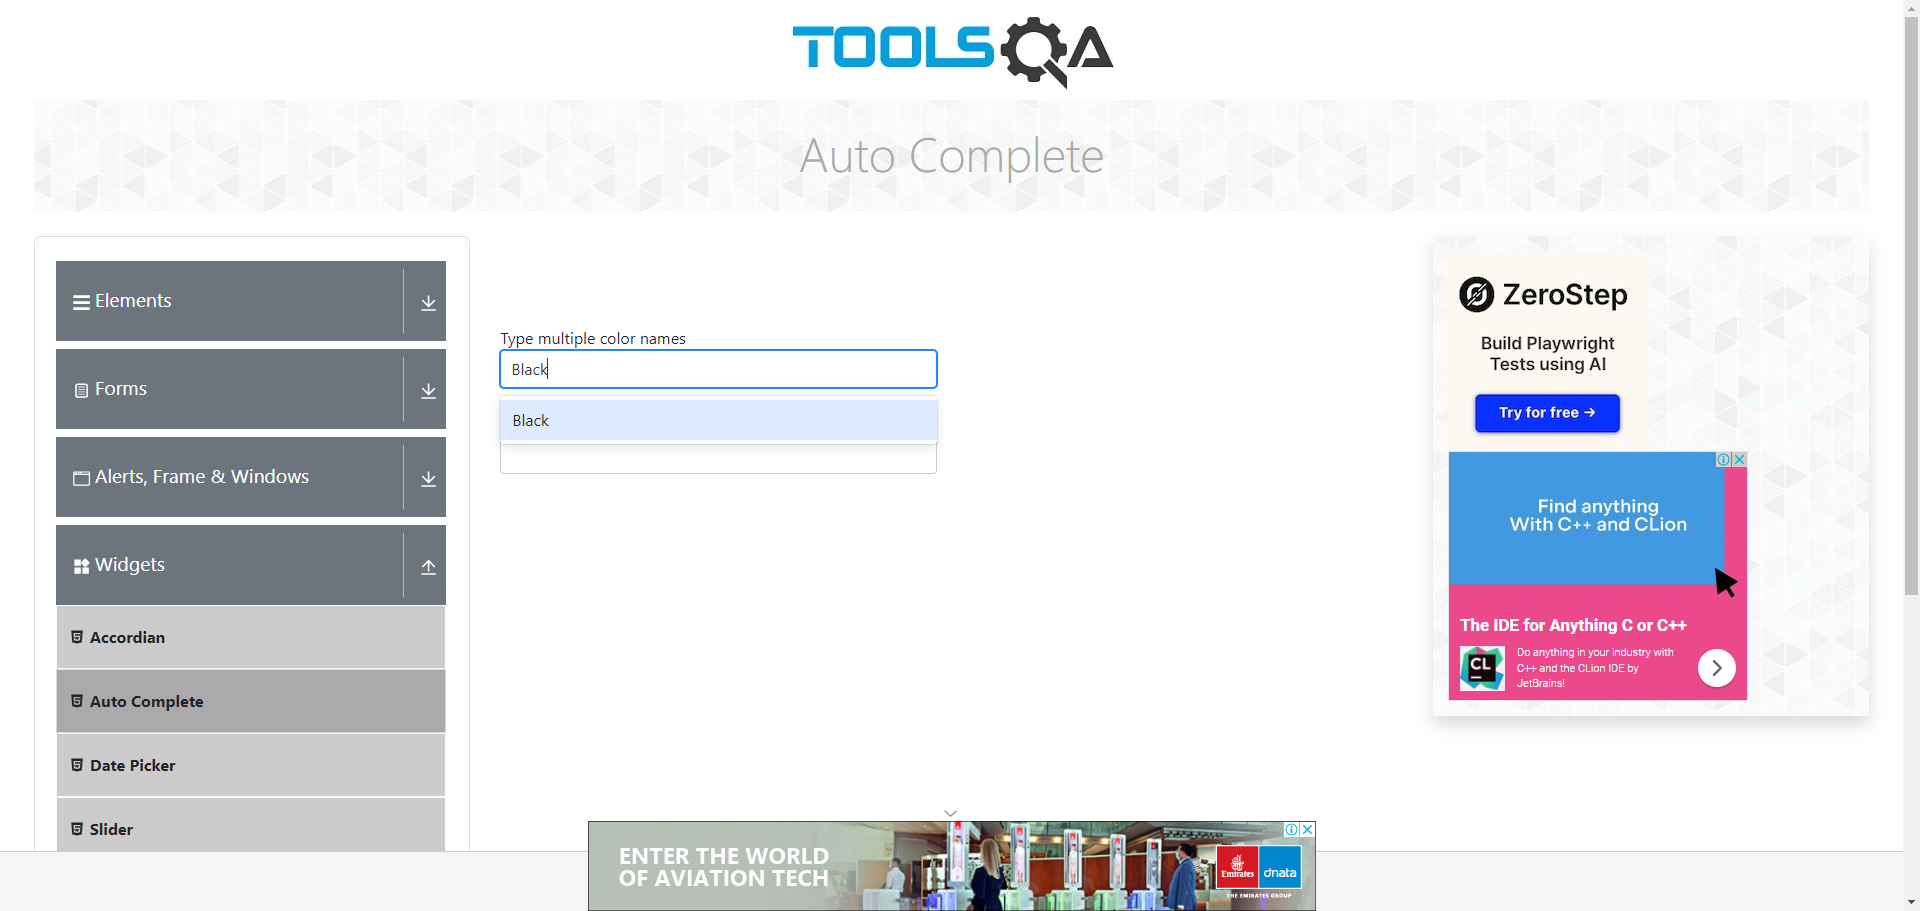 TOOLSQA
Auto Complete
Elements
Forms
Alerts, Frame & Windows
Widgets
Accordian
Auto Complete
Date Picker
Slider
Type multiple color names
Black
Black
ZeroStep
Build Playwright
Tests using AI
Try for free →
Find anything
With C++ and CLion
The IDE for Anything C or C++
CL
Do anything in your industry with
C++ and the CLion IDE by
JetBrains!
ENTER THE WORLD
OF AVIATION TECH
Emirates
dnata
THE EMIRATES GROUP